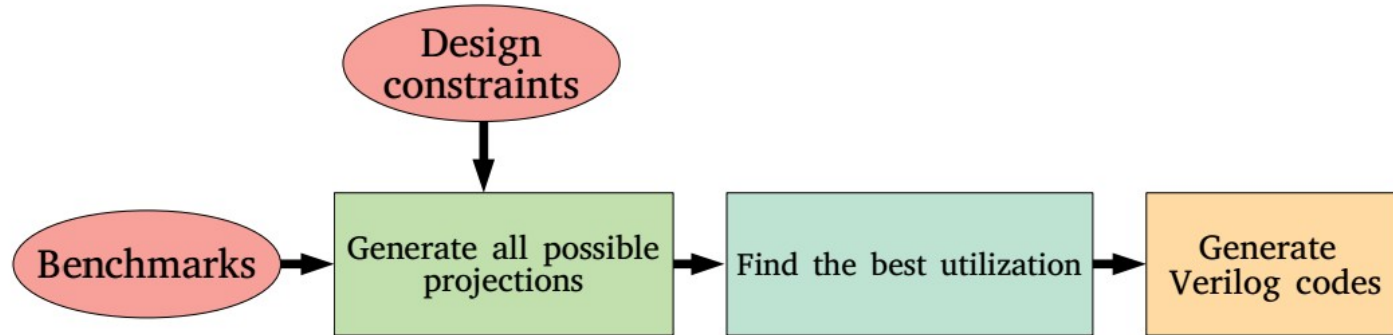 Design
constraints
Benchmarks
Generate all possible
projections
Find the best utilization
Generate
Verilog codes